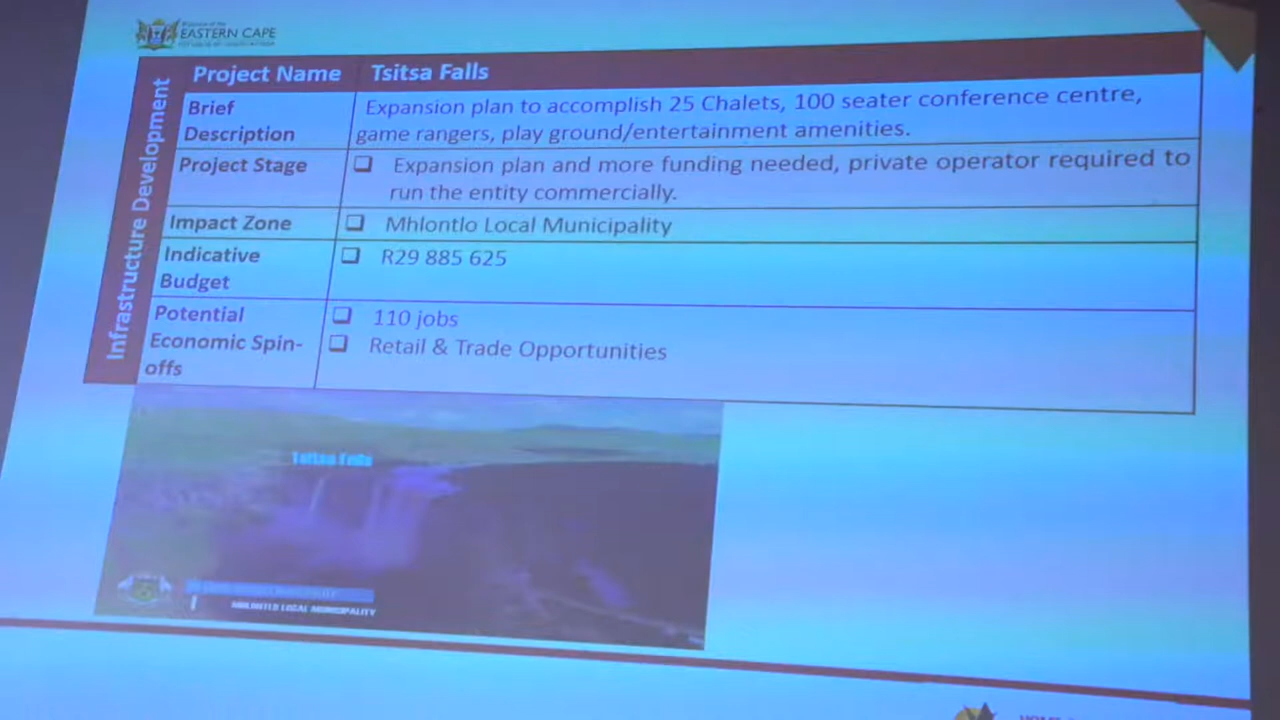 EASTERN CAPE
Infrastructure Development
Project Name Tsitsa Falls
Brief Description Expansion plan to accomplish 25 Chalets, 100 seater conference centre,
game rangers, play ground/entertainment amenities.
Project Stage ❑ Expansion plan and more funding needed, private operator required to
run the entity commercially.
Impact Zone ❑ Mhlontlo Local Municipality
Indicative Budget ❑ R29 885 625
Potential Economic Spin-offs ❑ 110 jobs
❑ Retail & Trade Opportunities
Tsitsa Falls
MHLONTLO LOCAL MUNICIPALITY